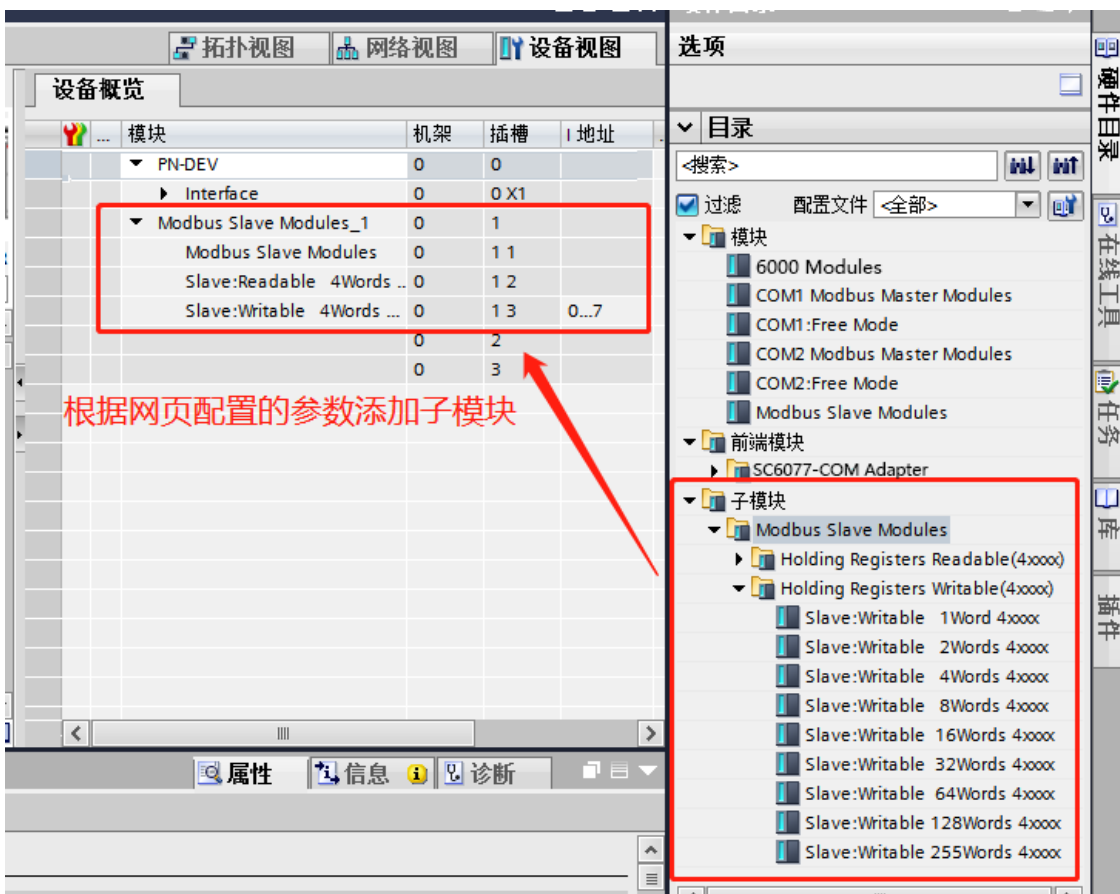 拓扑视图 网络视图 设备视图
设备概览
... 模块 机架 插槽 I 地址
PN-DEV 0 0
Interface 0 0 X1
Modbus Slave Modules_1 0 1
Modbus Slave Modules 0 1 1
Slave:Readable 4Words .. 0 1 2
Slave:Writable 4Words ... 0 1 3 0...7
0 2
0 3
根据网页配置的参数添加子模块
属性 信息 诊断
选项
目录
<搜索>
过滤 配置文件 <全部>
模块
6000 Modules
COM1 Modbus Master Modules
COM1:Free Mode
COM2 Modbus Master Modules
COM2:Free Mode
Modbus Slave Modules
前端模块
SC6077-COM Adapter
子模块
Modbus Slave Modules
Holding Registers Readable(4xxxx)
Holding Registers Writable(4xxxx)
Slave:Writable 1Word 4xxxx
Slave:Writable 2Words 4xxxx
Slave:Writable 4Words 4xxxx
Slave:Writable 8Words 4xxxx
Slave:Writable 16Words 4xxxx
Slave:Writable 32Words 4xxxx
Slave:Writable 64Words 4xxxx
Slave:Writable 128Words 4xxxx
Slave:Writable 255Words 4xxxx
硬件目录
在线工具
任务
库
插件